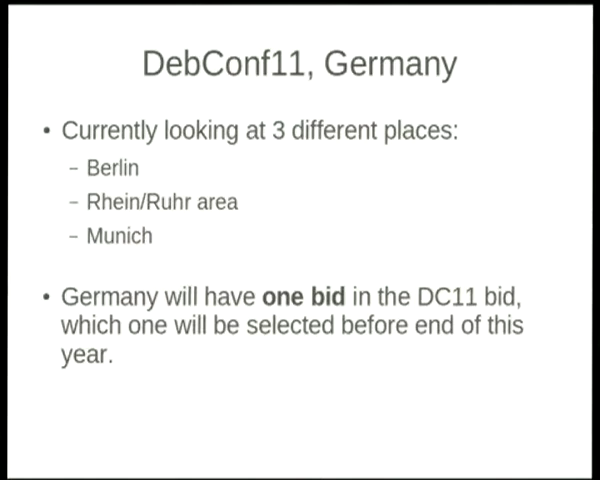 DebConf11, Germany
• Currently looking at 3 different places:
– Berlin
– Rhein/Ruhr area
– Munich
• Germany will have one bid in the DC11 bid,
which one will be selected before end of this
year.